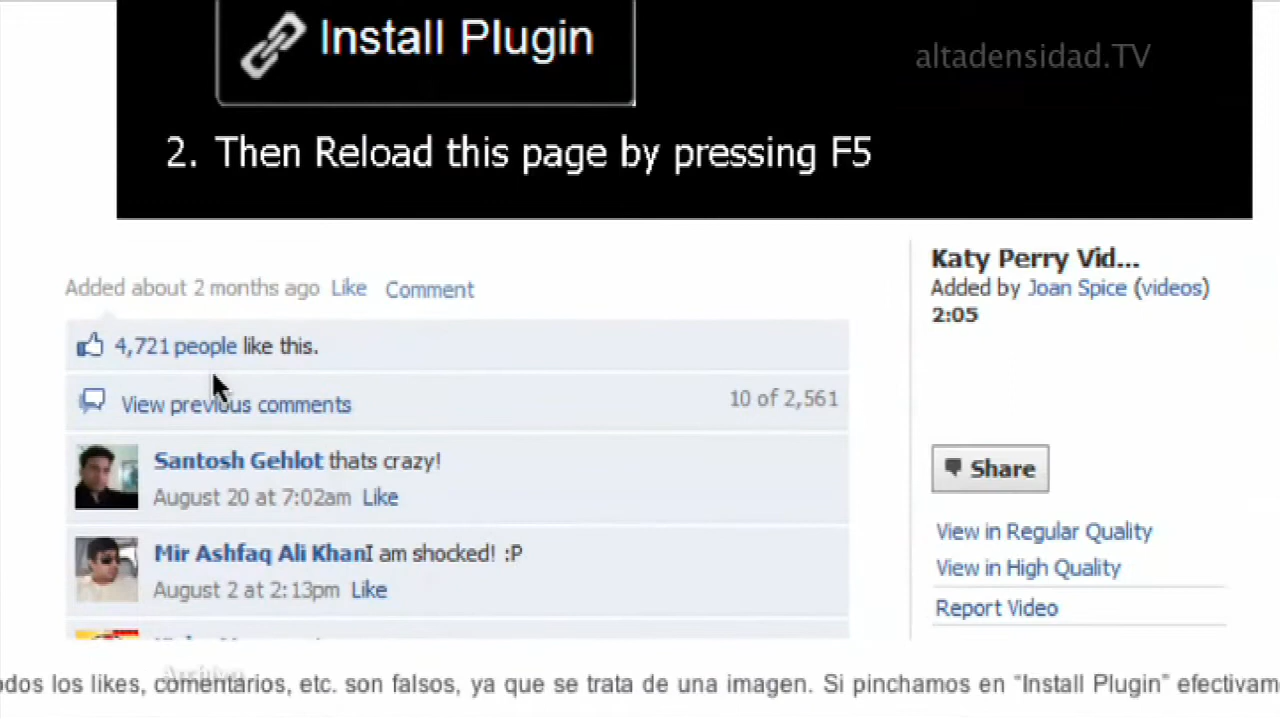 Install Plugin
altadensidad.TV
2. Then Reload this page by pressing F5
Added about 2 months ago Like Comment
4,721 people like this.
View previous comments
10 of 2,561
Santosh Gehlot thats crazy!
August 20 at 7:02am Like
Mir Ashfaq Ali KhanI am shocked! :P
August 2 at 2:13pm Like
Katy Perry Vid...
Added by Joan Spice (videos)
2:05
Share
View in Regular Quality
View in High Quality
Report Video
los likes, comentarios, etc. son falsos, ya que se trata de una imagen. Si pinchamos en “Install Plugin”